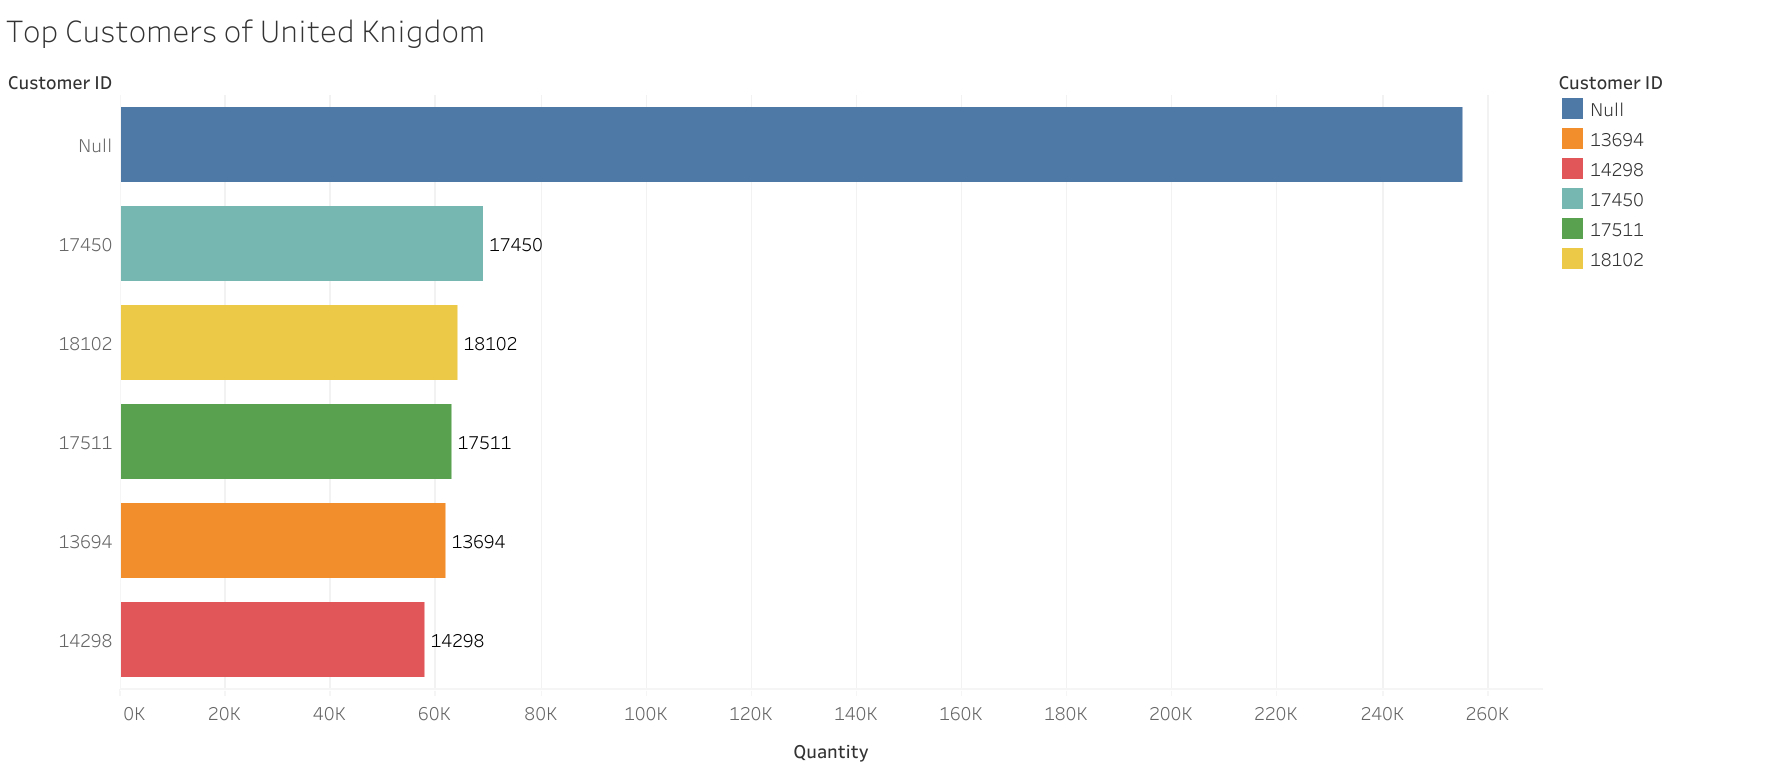 Top Customers of United Knigdom
Customer ID
Null
17450 17450
18102 18102
17511 17511
13694 13694
14298 14298
0K 20K 40K 60K 80K 100K 120K 140K 160K 180K 200K 220K 240K 260K
Quantity
Customer ID
Null
13694
14298
17450
17511
18102